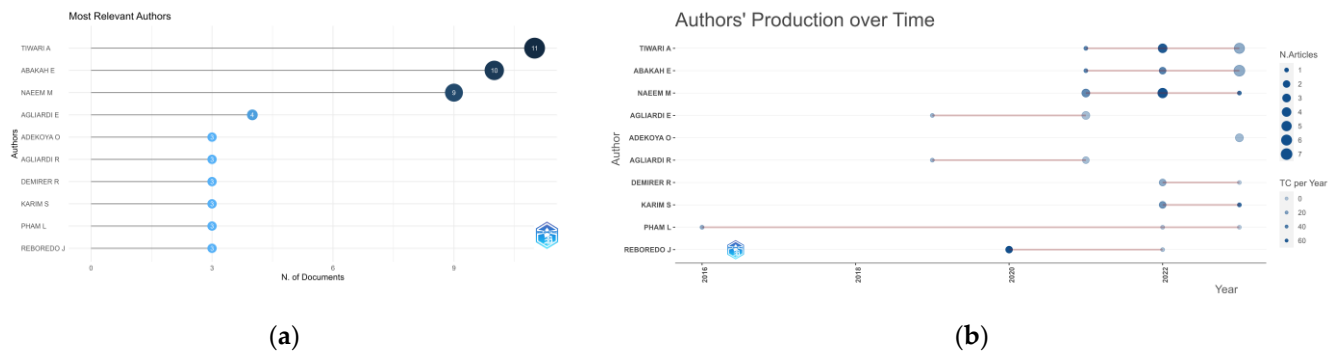 Most Relevant Authors
TIWARI A
11
ABAKAH E
10
NAEEM M
9
AGLIARDI E
4
ADEKOYA O
3
AGLIARDI R
3
DEMIRER R
3
KARIM S
3
PHAM L
3
REBOREDO J
3
Authors
0
3
6
9
N. of Documents
(a)
Authors' Production over Time
TIWARI A
ABAKAH E
NAEEM M
AGLIARDI E
ADEKOYA O
AGLIARDI R
DEMIRER R
KARIM S
PHAM L
REBOREDO J
Author
2016
2018
2020
2022
Year
N.Articles
1
2
3
4
5
6
7
TC per Year
0
20
40
60
(b)